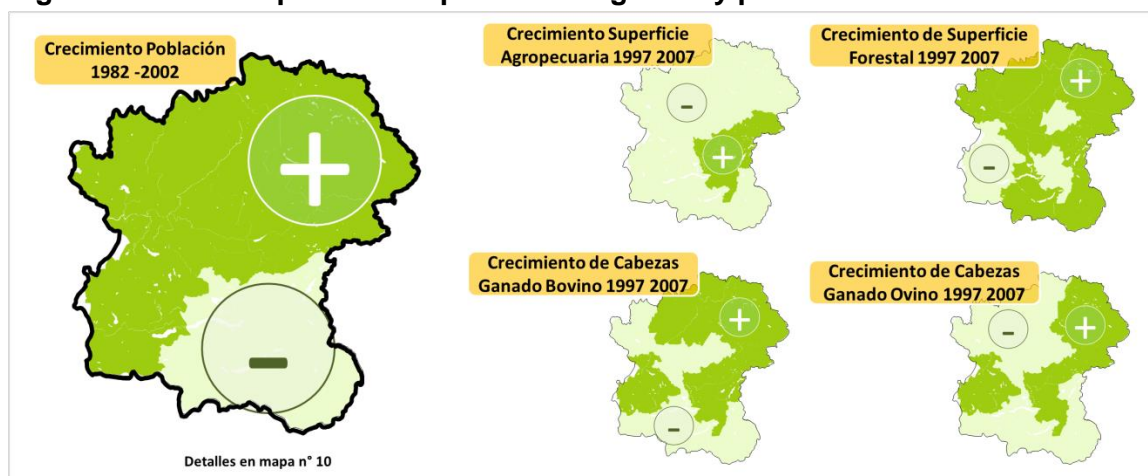 Crecimiento Población
1982 -2002
Crecimiento Superficie
Agropecuaria 1997 2007
Crecimiento de Superficie
Forestal 1997 2007
+
-
-
+
+
-
Crecimiento de Cabezas
Ganado Bovino 1997 2007
Crecimiento de Cabezas
Ganado Ovino 1997 2007
+
-
-
+
Detalles en mapa n° 10